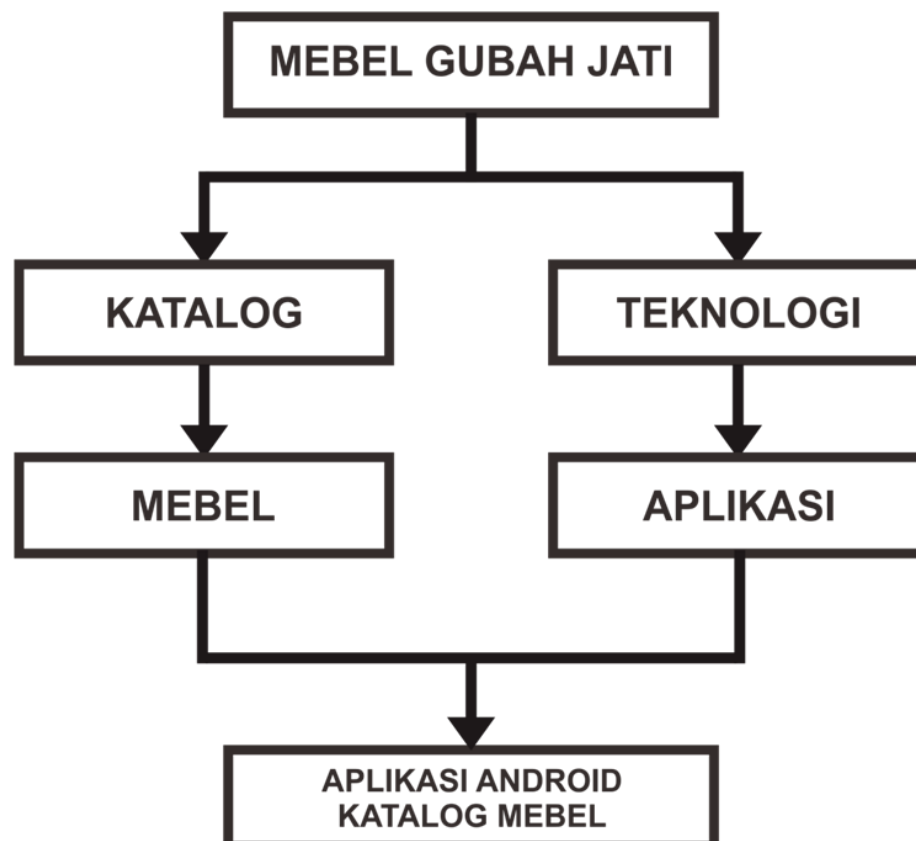 MEBEL GUBAH JATI
KATALOG
TEKNOLOGI
MEBEL
APLIKASI
APLIKASI ANDROID
KATALOG MEBEL